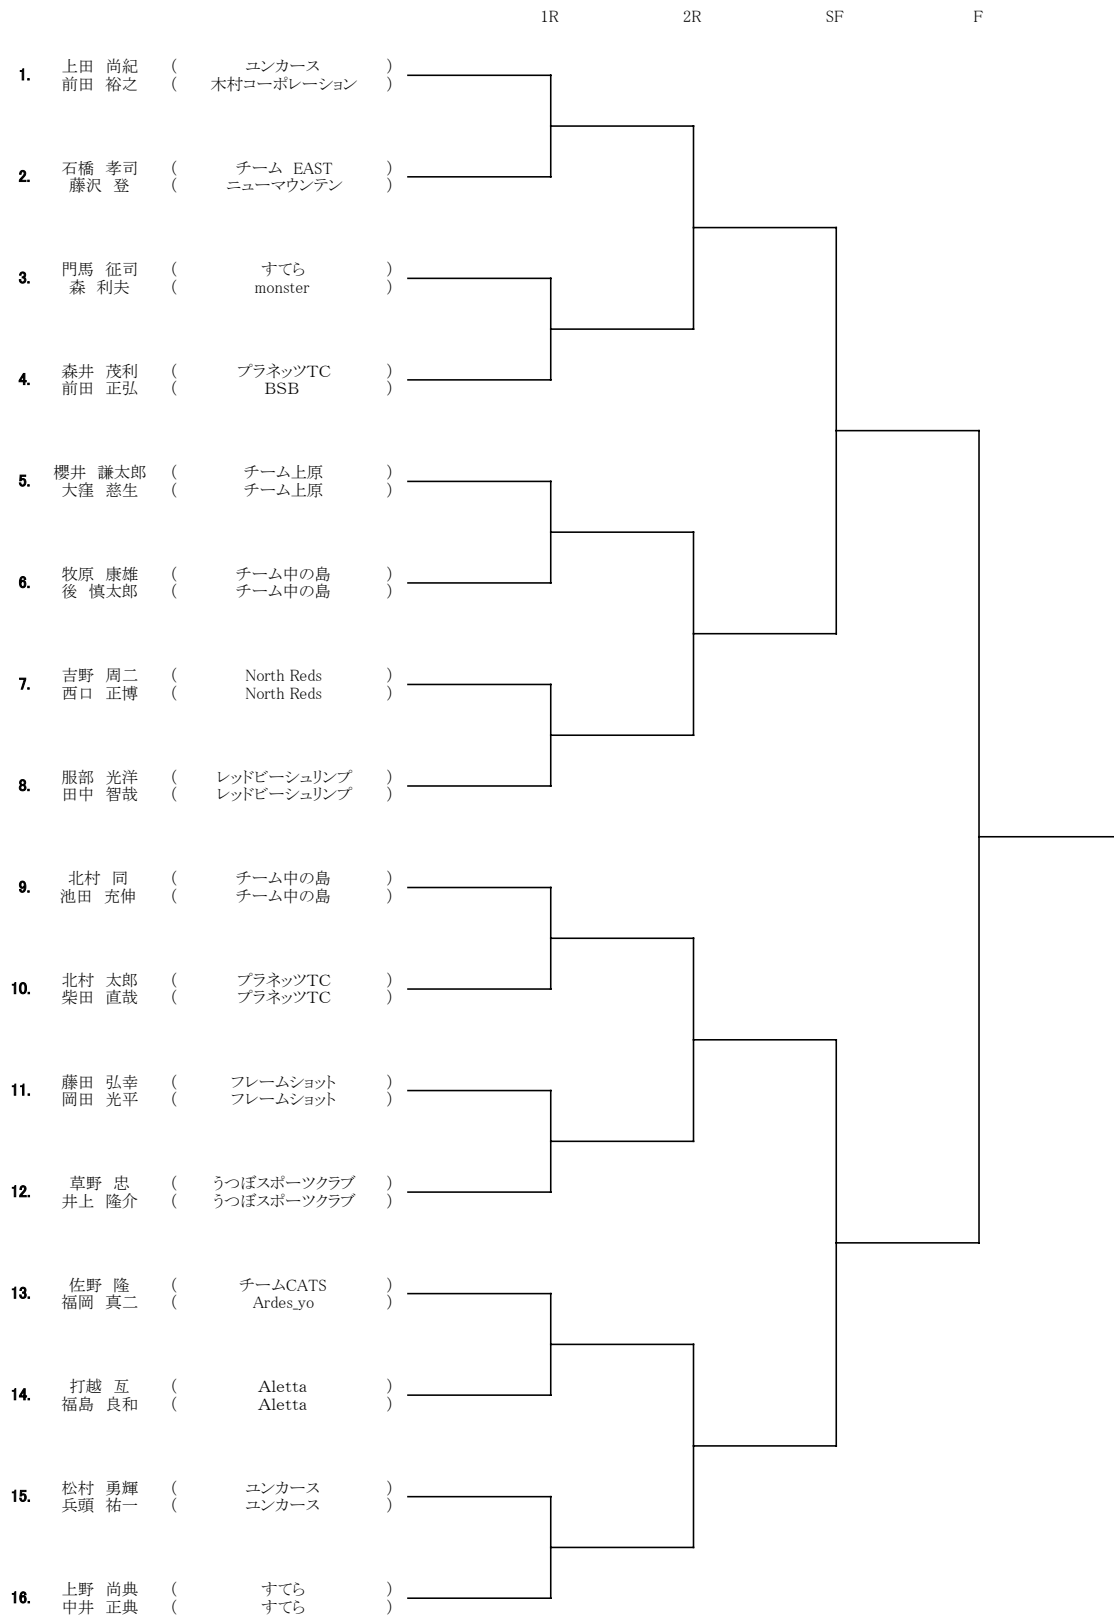 1R 2R SF F
1. 上田 尚紀 ( ユンカース )
前田 裕之 ( 木村コーポレーション )
2. 石橋 孝司 ( チーム EAST )
藤沢 登 ( ニューマウンテン )
3. 門馬 征司 ( すてら )
森 利夫 ( monster )
4. 森井 茂利 ( プラネッツTC )
前田 正弘 ( BSB )
5. 櫻井 謙太郎 ( チーム上原 )
大窪 慈生 ( チーム上原 )
6. 牧原 康雄 ( チーム中の島 )
後 慎太郎 ( チーム中の島 )
7. 吉野 周二 ( North Reds )
西口 正博 ( North Reds )
8. 服部 光洋 ( レッドビーシュリンプ )
田中 智哉 ( レッドビーシュリンプ )
9. 北村 同 ( チーム中の島 )
池田 充伸 ( チーム中の島 )
10. 北村 太郎 ( プラネッツTC )
柴田 直哉 ( プラネッツTC )
11. 藤田 弘幸 ( フレームショット )
岡田 光平 ( フレームショット )
12. 草野 忠 ( うつぼスポーツクラブ )
井上 隆介 ( うつぼスポーツクラブ )
13. 佐野 隆 ( チームCATS )
福岡 真二 ( Ardes_yo )
14. 打越 亙 ( Aletta )
福島 良和 ( Aletta )
15. 松村 勇輝 ( ユンカース )
兵頭 祐一 ( ユンカース )
16. 上野 尚典 ( すてら )
中井 正典 ( すてら )